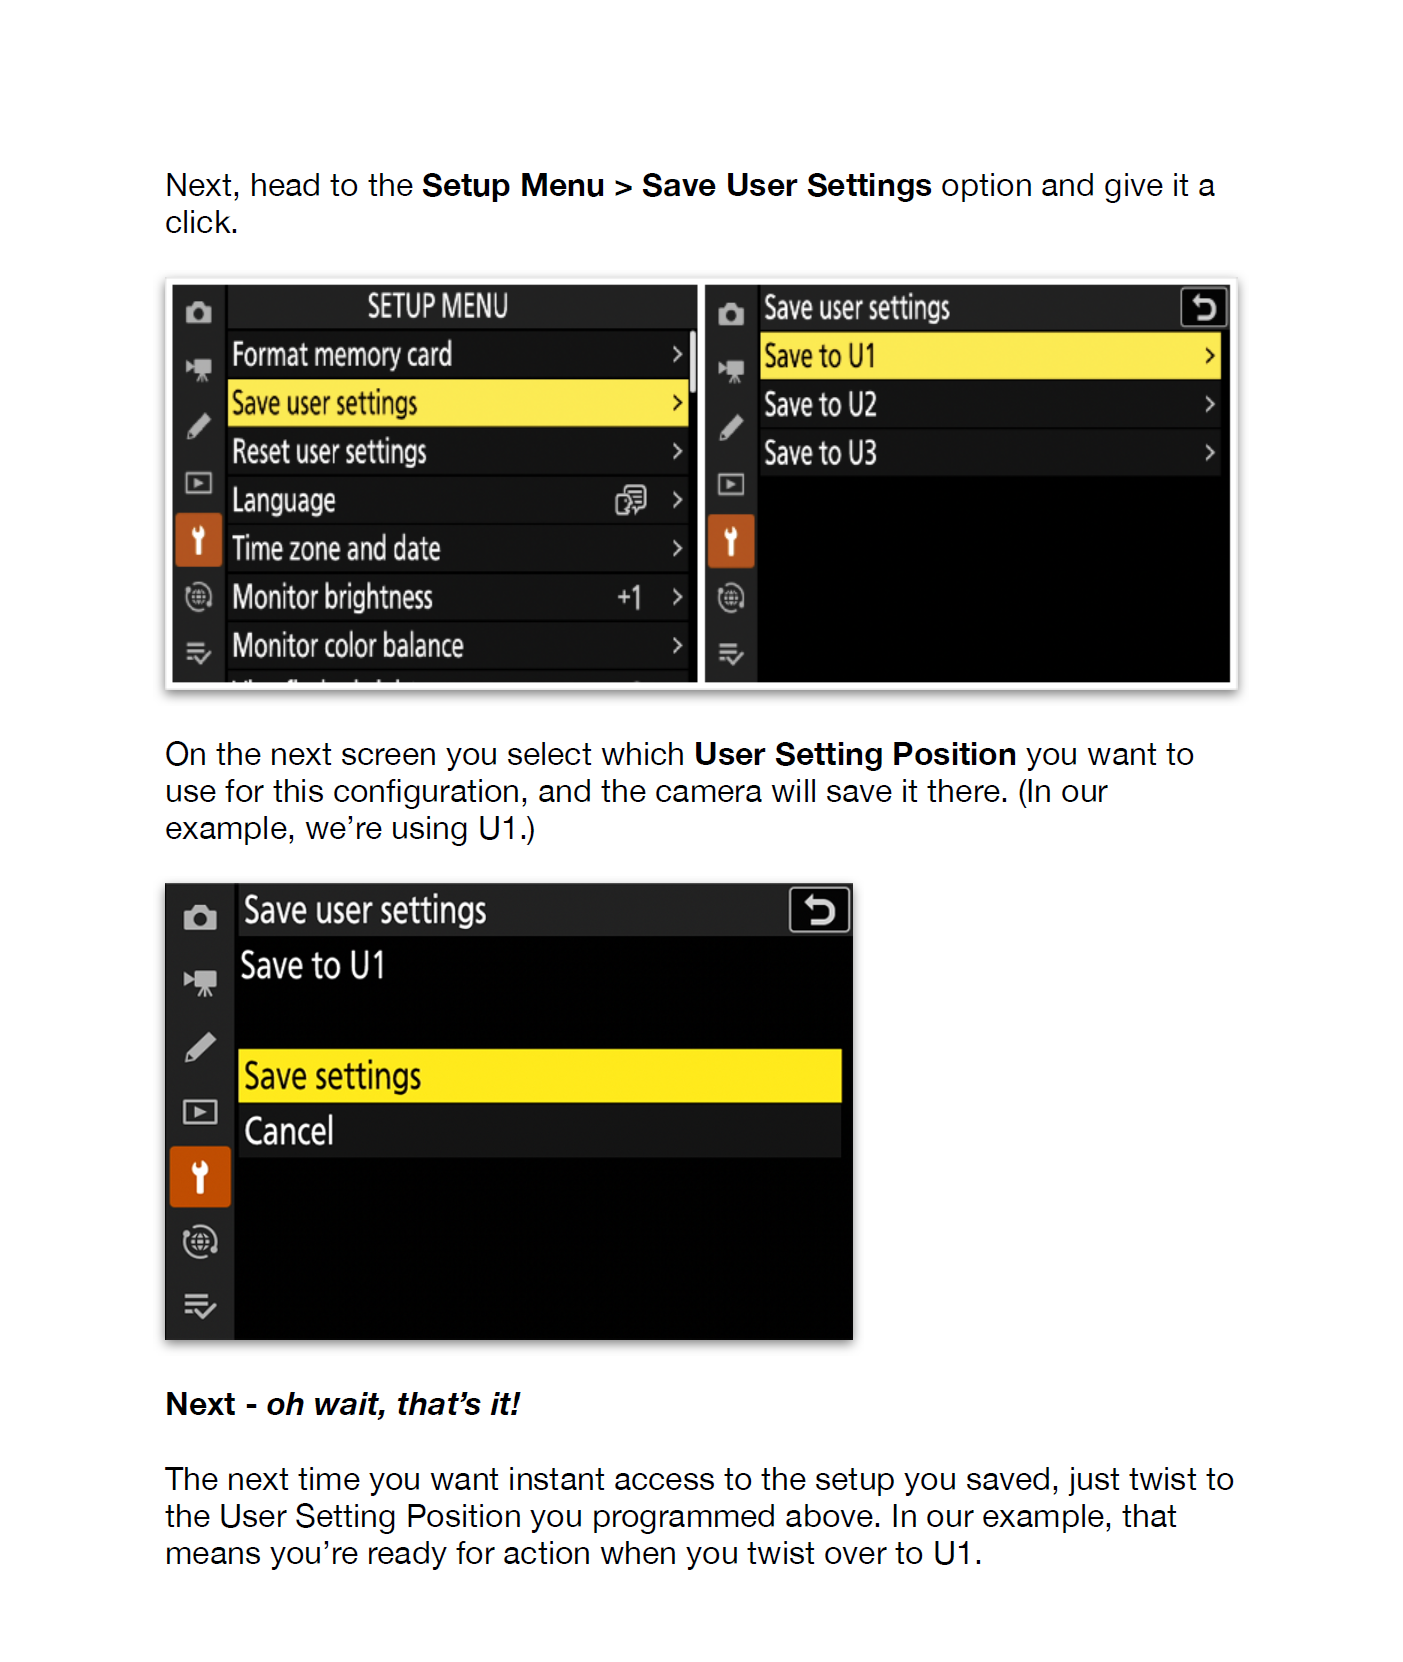 Next, head to the Setup Menu > Save User Settings option and give it a
click.
SETUP MENU
Format memory card
Save user settings
Reset user settings
Language
Time zone and date
Monitor brightness +1
Monitor color balance
Save user settings
Save to U1
Save to U2
Save to U3
On the next screen you select which User Setting Position you want to
use for this configuration, and the camera will save it there. (In our
example, we’re using U1.)
Save user settings
Save to U1
Save settings
Cancel
Next - oh wait, that’s it!
The next time you want instant access to the setup you saved, just twist to
the User Setting Position you programmed above. In our example, that
means you’re ready for action when you twist over to U1.